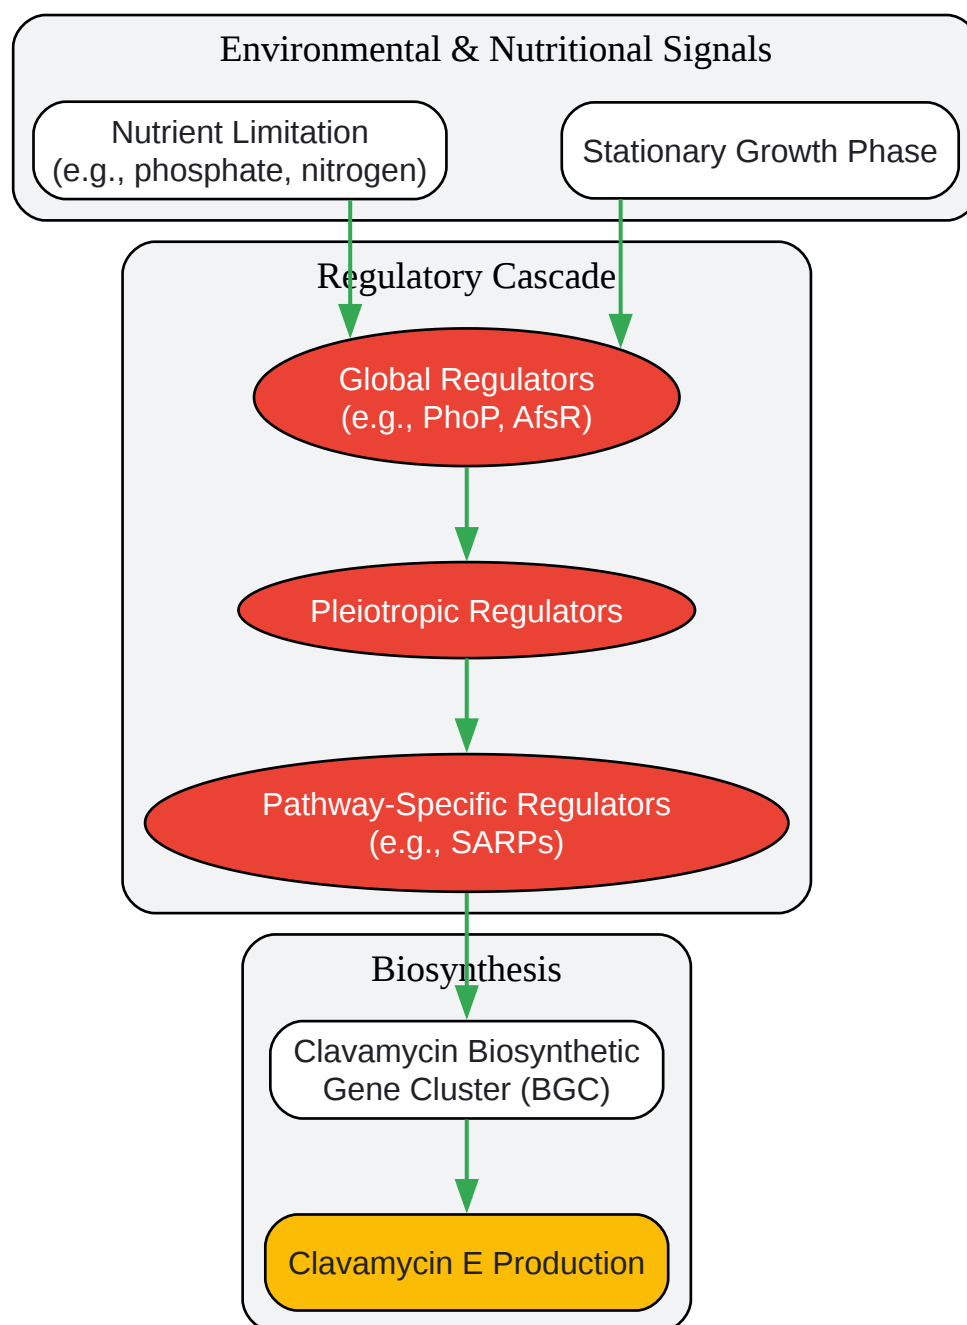 Environmental & Nutritional Signals
Nutrient Limitation
(e.g., phosphate, nitrogen)
Stationary Growth Phase
Regulatory Cascade
Global Regulators
(e.g., PhoP, AfsR)
Pleiotropic Regulators
Pathway-Specific Regulators
(e.g., SARPs)
Biosynthesis
Clavamycin Biosynthetic
Gene Cluster (BGC)
Clavamycin E Production